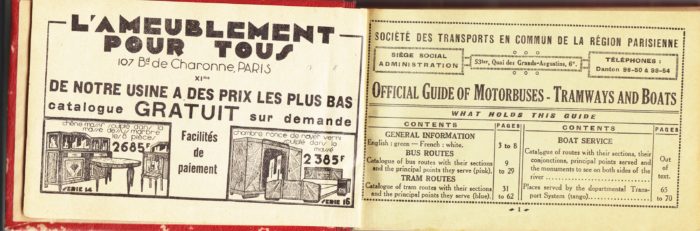 L'AMEUBLEMENT
POUR TOUS
107 Bd de Charonne, PARIS
XIme
DE NOTRE USINE A DES PRIX LES PLUS BAS
catalogue GRATUIT sur demande
2685F
SERIE 14
Facilités
de
paiement
chambre ronce de noyer verni
2385F
SERIE 16
SOCIÉTÉ DES TRANSPORTS EN COMMUN DE LA RÉGION PARISIENNE
SIÈGE SOCIAL
ADMINISTRATION
53ter, Quai des Grands-Augustins, 6e.
TÉLÉPHONES :
Danton 98-50 à 98-54
OFFICIAL GUIDE OF MOTORBUSES - TRAMWAYS AND BOATS
WHAT HOLDS THIS GUIDE
CONTENTS
PAGES
GENERAL INFORMATION
English : green — French : white.
3 to 8
BUS ROUTES
Catalogue of bus routes with their sections
and the principal points they serve (pink).
9
to 29
TRAM ROUTES
Catalogue of tram routes with their sections
and the principal points they serve (blue).
31
to 62
CONTENTS
PAGES
BOAT SERVICE
Catalogue of routes with their sections, their
conjonctions, principal points served and
the monuments to see on both sides of the
river
Out
of
text.
Places served by the departmental Trans-
port System (tango).
65
to 70
- 1 -